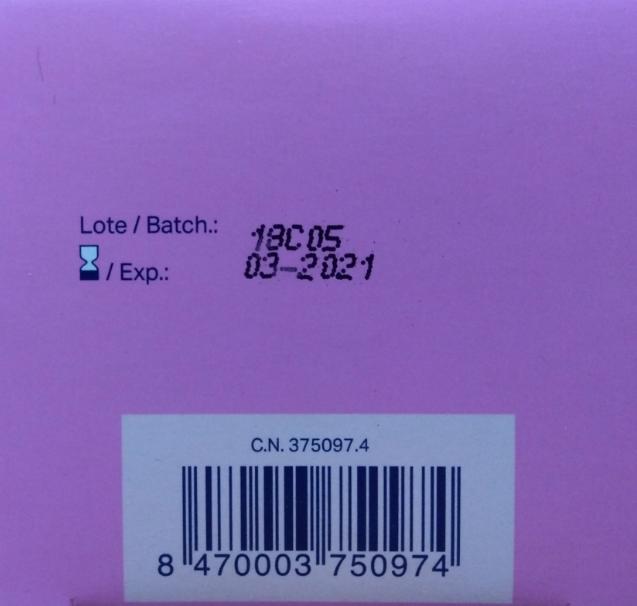 Lote / Batch.: 18C05
/ Exp.: 03-2021
C.N. 375097.4
8 470003 750974